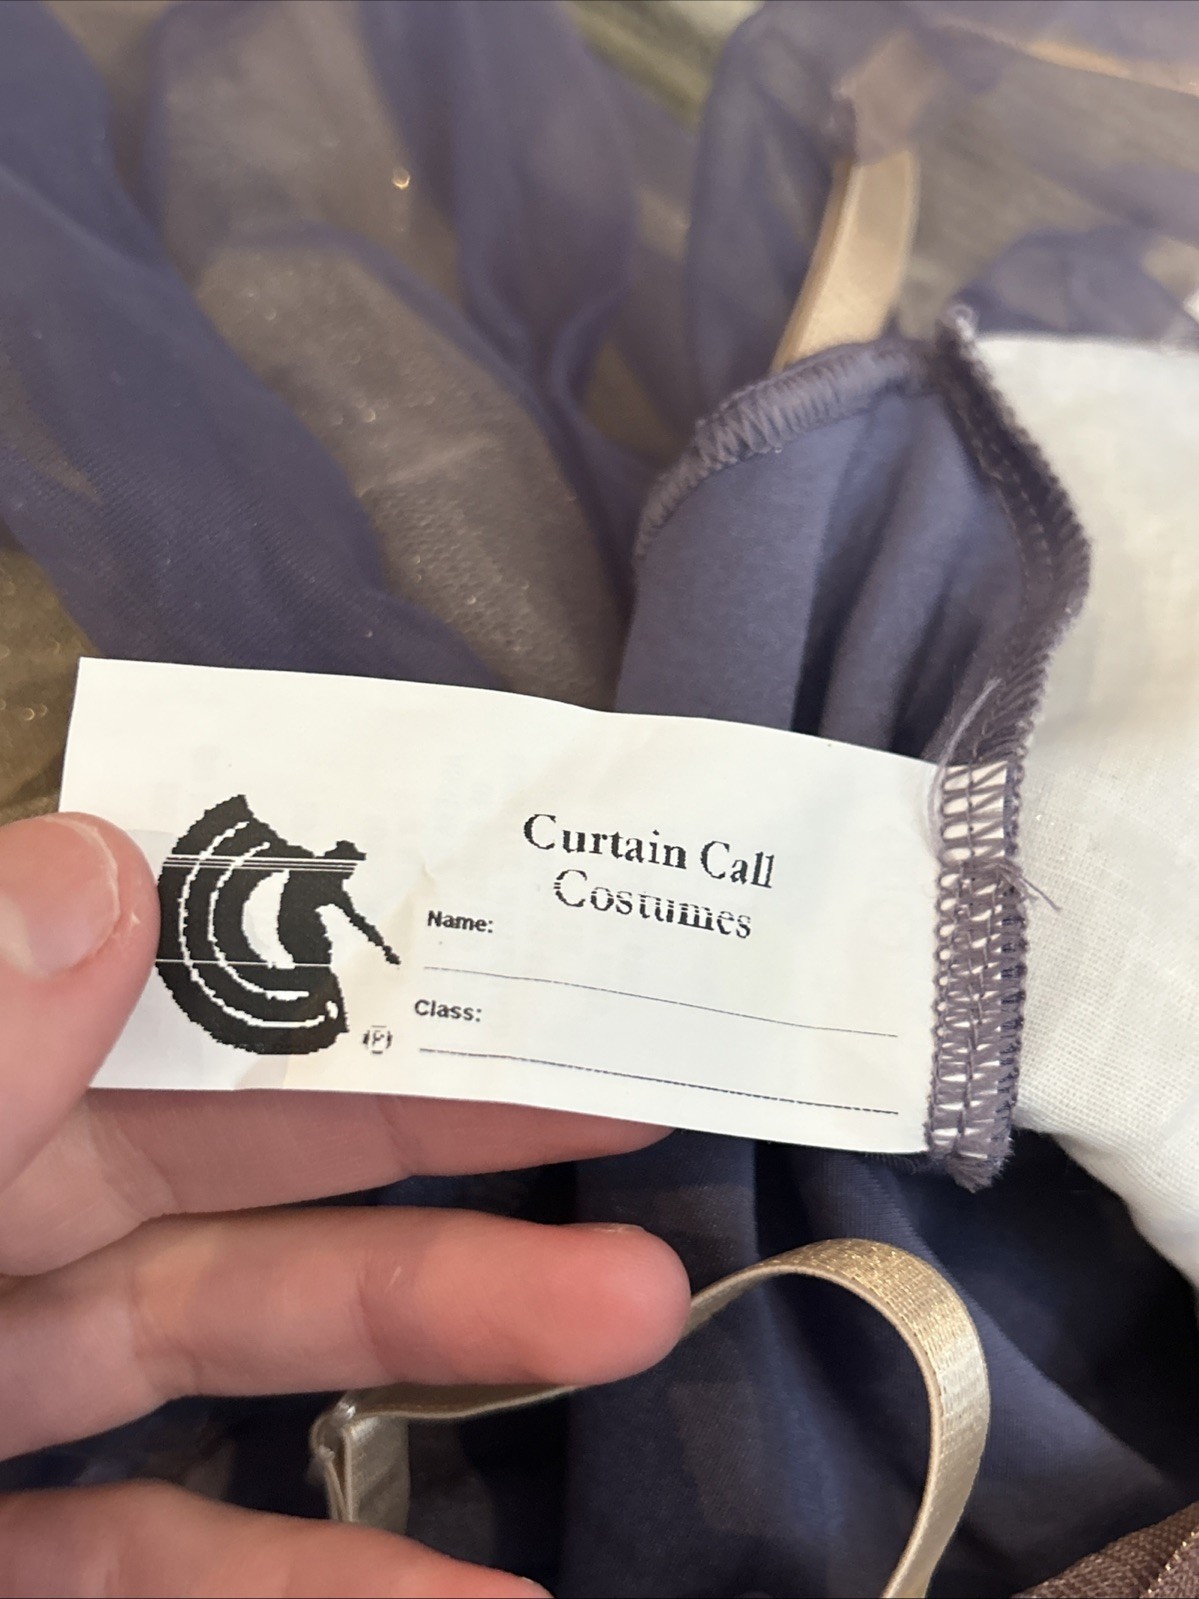 Curtain Call
Costumes
Name:
Class: